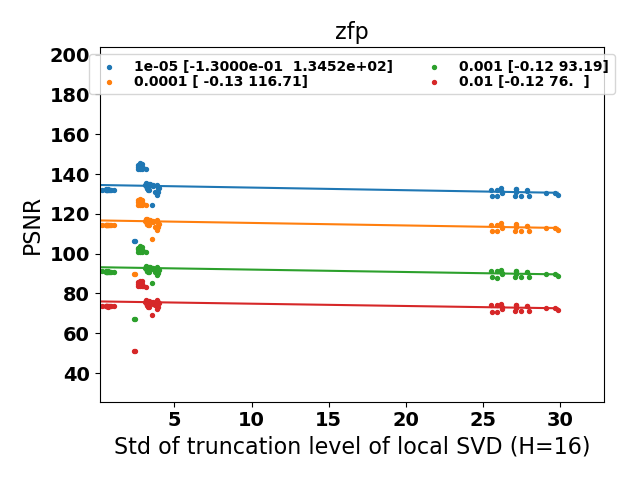 zfp
1e-05 [-1.3000e-01  1.3452e+02]
0.0001 [ -0.13 116.71]
0.001 [-0.12 93.19]
0.01 [-0.12 76.  ]
PSNR
200
180
160
140
120
100
80
60
40
5 10 15 20 25 30
Std of truncation level of local SVD (H=16)